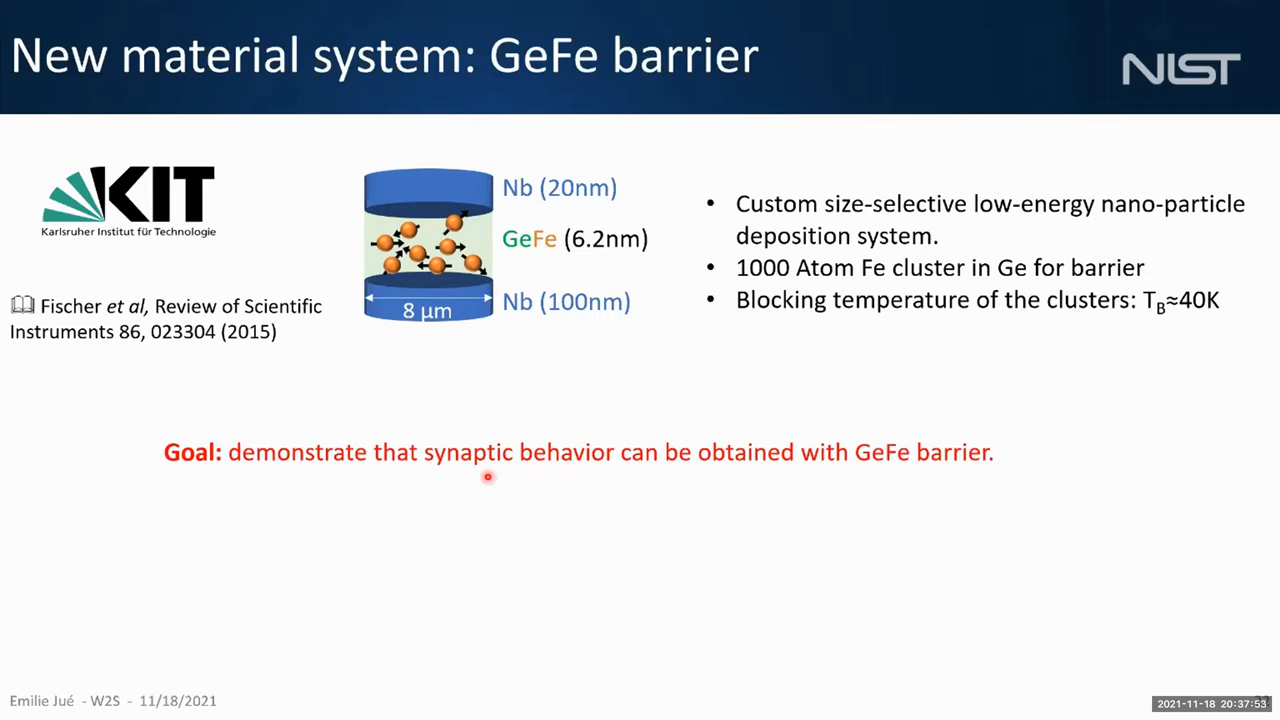 New material system: GeFe barrier
NIST
KIT
Karlsruher Institut für Technologie
Fischer et al, Review of Scientific
Instruments 86, 023304 (2015)
Nb (20nm)
GeFe (6.2nm)
Nb (100nm)
8 µm
• Custom size-selective low-energy nano-particle
deposition system.
• 1000 Atom Fe cluster in Ge for barrier
• Blocking temperature of the clusters: TB≈40K
Goal: demonstrate that synaptic behavior can be obtained with GeFe barrier.
Emilie Jué - W2S - 11/18/2021
2021-11-18 20:37:53